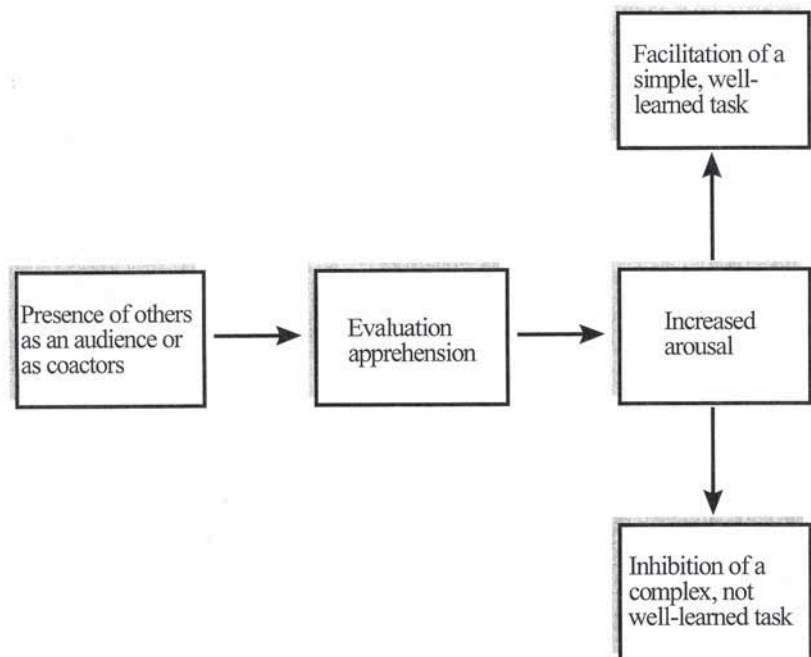 Facilitation of a
simple, well-
learned task
Presence of others
as an audience or
as coactors
Evaluation
apprehension
Increased
arousal
Inhibition of a
complex, not
well-learned task